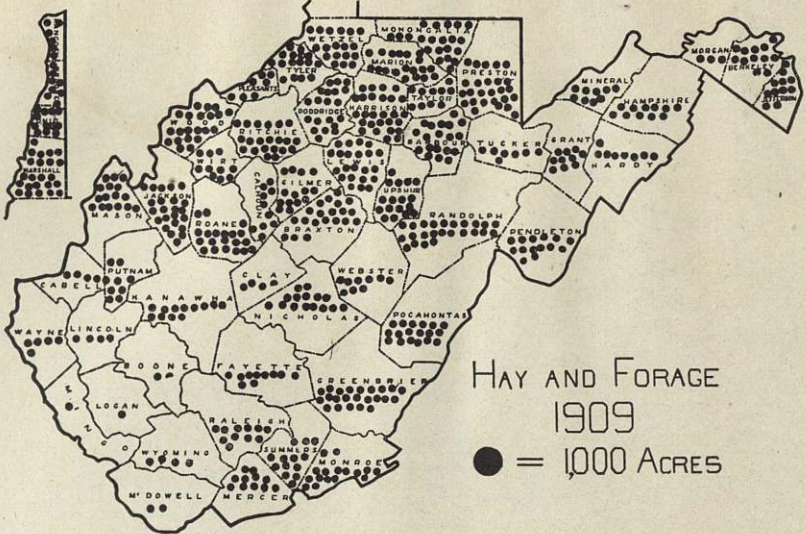 WETZEL
MONONGALIA
MARION
TYLER
PLEASANTS
PRESTON
TAYLOR
MORGAN
BERKELEY
JEFFERSON
MINERAL
HAMPSHIRE
DODDRIDGE
HARRISON
WOOD
RITCHIE
BARBOUR
TUCKER
GRANT
HARDY
WIRT
LEWIS
MARSHALL
CALHOUN
GILMER
UPSHUR
MASON
JACKSON
ROANE
BRAXTON
RANDOLPH
PENDLETON
CABELL
PUTNAM
CLAY
WEBSTER
KANAWHA
NICHOLAS
POCAHONTAS
WAYNE
LINCOLN
BOONE
FAYETTE
GREENBRIER
MINGO
LOGAN
RALEIGH
WYOMING
SUMMERS
MONROE
McDOWELL
MERCER
HAY AND FORAGE
1909
● = 1,000 ACRES